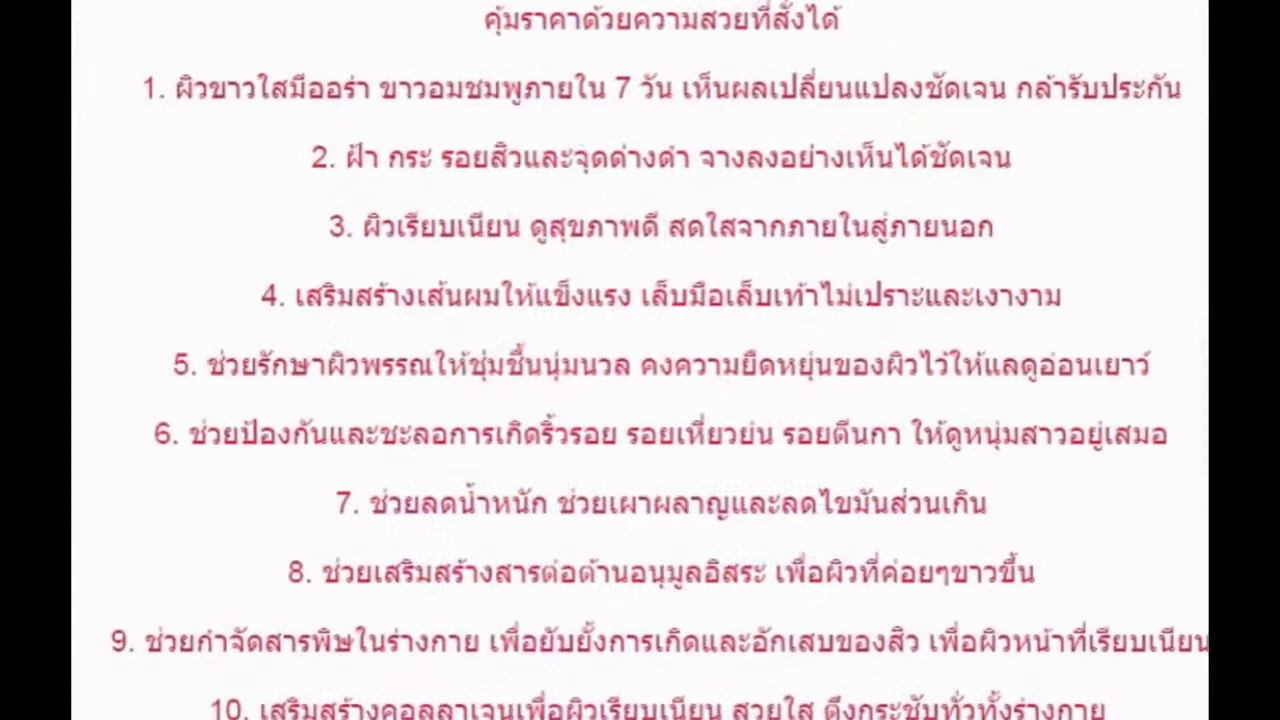 คุ้มราคาด้วยความสวยที่สั่งได้
1. ผิวขาวใสมีออร่า ขาวอมชมพูภายใน 7 วัน เห็นผลเปลี่ยนแปลงชัดเจน กล้ารับประกัน
2. ฝ้า กระ รอยสิวและจุดด่างดำ จางลงอย่างเห็นได้ชัดเจน
3. ผิวเรียบเนียน ดูสุขภาพดี สดใสจากภายในสู่ภายนอก
4. เสริมสร้างเส้นผมให้แข็งแรง เล็บมือเล็บเท้าไม่เปราะและเงางาม
5. ช่วยรักษาผิวพรรณให้ชุ่มชื้นนุ่มนวล คงความยืดหยุ่นของผิวไว้ให้แลดูอ่อนเยาว์
6. ช่วยป้องกันและชะลอการเกิดริ้วรอย รอยเหี่ยวย่น รอยตีนกา ให้ดูหนุ่มสาวอยู่เสมอ
7. ช่วยลดน้ำหนัก ช่วยเผาผลาญและลดไขมันส่วนเกิน
8. ช่วยเสริมสร้างสารต่อต้านอนุมูลอิสระ เพื่อผิวที่ค่อยๆขาวขึ้น
9. ช่วยกำจัดสารพิษในร่างกาย เพื่อยับยั้งการเกิดและอักเสบของสิว เพื่อผิวหน้าที่เรียบเนียน
10. เสริมสร้างคอลลาเจนเพื่อผิวเรียบเนียน สวยใส ตึงกระชับทั่วทั้งร่างกาย